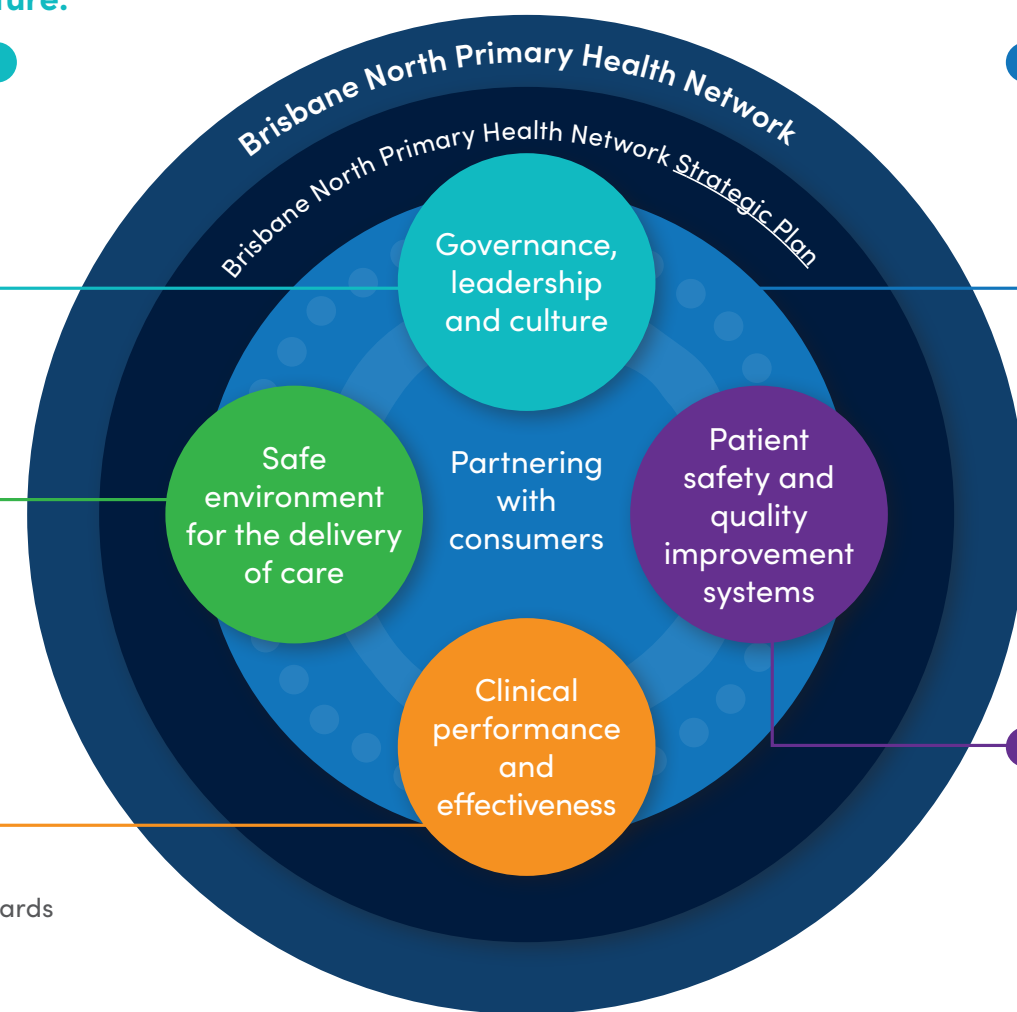 ture:
Brisbane North Primary Health Network
Brisbane North Primary Health Network Strategic Plan
Governance,
leadership
and culture
Safe
environment
for the delivery
of care
Partnering
with
consumers
Patient
safety and
quality
improvement
systems
Clinical
performance
and
effectiveness
ards